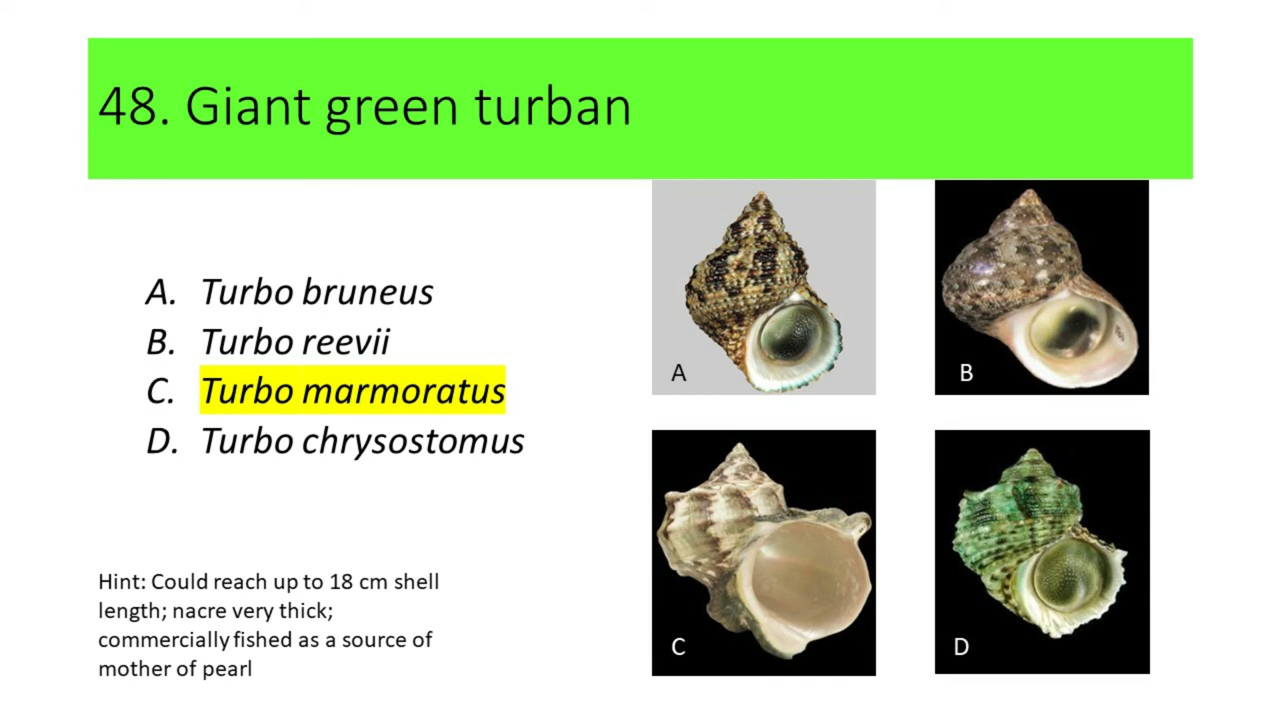 48. Giant green turban
A. Turbo bruneus
B. Turbo reevii
C. Turbo marmoratus
D. Turbo chrysostomus
Hint: Could reach up to 18 cm shell
length; nacre very thick;
commercially fished as a source of
mother of pearl
A
B
C
D